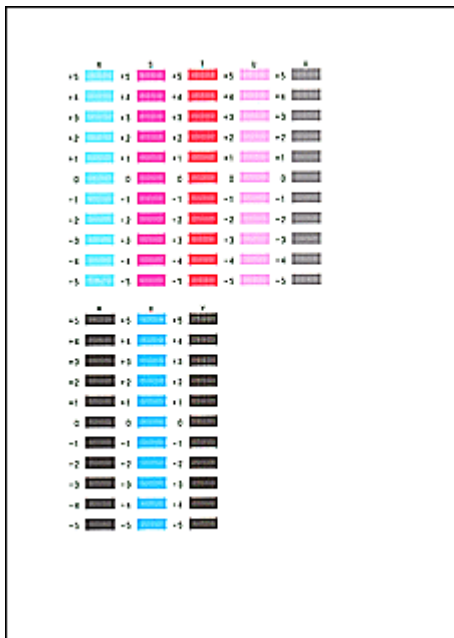 +5 +5 +5 +5 +5
+4 +4 +4 +4 +4
+3 +3 +3 +3 +3
+2 +2 +2 +2 +2
+1 +1 +1 +1 +1
0 0 0 0 0
-1 -1 -1 -1 -1
-2 -2 -2 -2 -2
-3 -3 -3 -3 -3
-4 -4 -4 -4 -4
-5 -5 -5 -5 -5
+5 +5 +5
+4 +4 +4
+3 +3 +3
+2 +2 +2
+1 +1 +1
0 0 0
-1 -1 -1
-2 -2 -2
-3 -3 -3
-4 -4 -4
-5 -5 -5